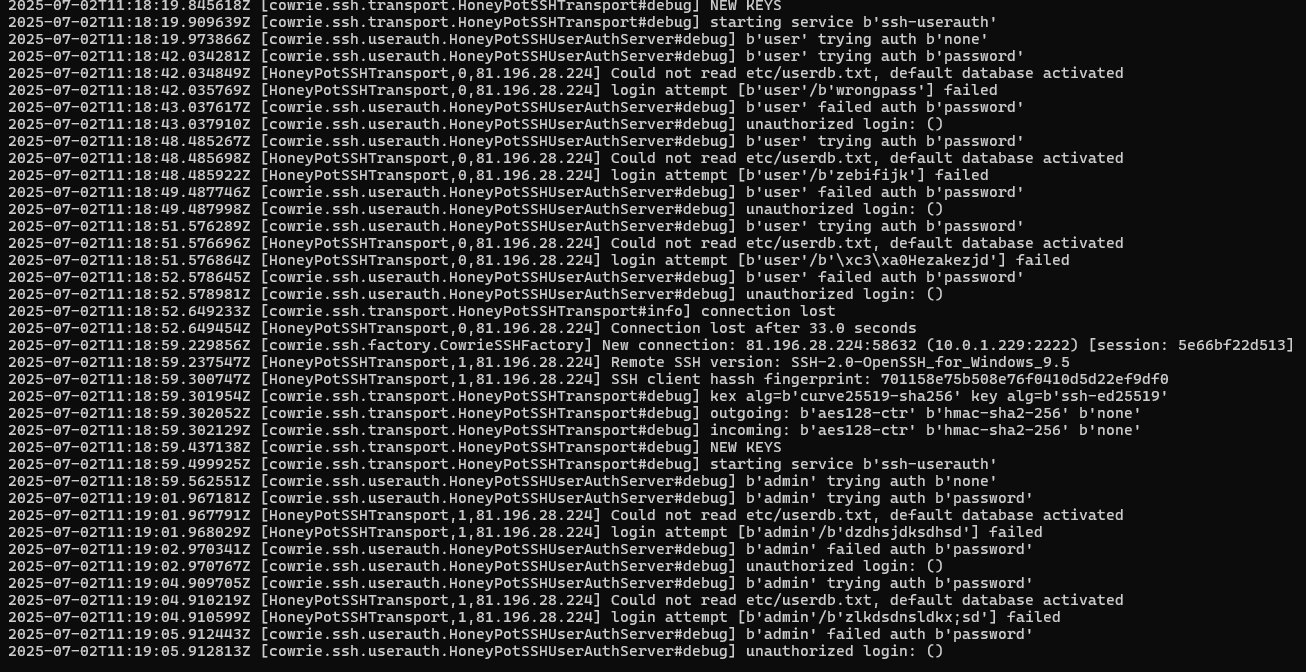 2025-07-02T11:18:19.845618Z [cowrie.ssh.transport.HoneyPotSSHTransport#debug] NEW KEYS
2025-07-02T11:18:19.909639Z [cowrie.ssh.transport.HoneyPotSSHTransport#debug] starting service b'ssh-userauth'
2025-07-02T11:18:19.973866Z [cowrie.ssh.userauth.HoneyPotSSHUserAuthServer#debug] b'user' trying auth b'none'
2025-07-02T11:18:42.034281Z [cowrie.ssh.userauth.HoneyPotSSHUserAuthServer#debug] b'user' trying auth b'password'
2025-07-02T11:18:42.034849Z [HoneyPotSSHTransport,0,81.196.28.224] Could not read etc/userdb.txt, default database activated
2025-07-02T11:18:42.035769Z [HoneyPotSSHTransport,0,81.196.28.224] login attempt [b'user'/b'wrongpass'] failed
2025-07-02T11:18:43.037617Z [cowrie.ssh.userauth.HoneyPotSSHUserAuthServer#debug] b'user' failed auth b'password'
2025-07-02T11:18:43.037910Z [cowrie.ssh.userauth.HoneyPotSSHUserAuthServer#debug] unauthorized login: ()
2025-07-02T11:18:48.485267Z [cowrie.ssh.userauth.HoneyPotSSHUserAuthServer#debug] b'user' trying auth b'password'
2025-07-02T11:18:48.485698Z [HoneyPotSSHTransport,0,81.196.28.224] Could not read etc/userdb.txt, default database activated
2025-07-02T11:18:48.485922Z [HoneyPotSSHTransport,0,81.196.28.224] login attempt [b'user'/b'zebifijk'] failed
2025-07-02T11:18:49.487746Z [cowrie.ssh.userauth.HoneyPotSSHUserAuthServer#debug] b'user' failed auth b'password'
2025-07-02T11:18:49.487998Z [cowrie.ssh.userauth.HoneyPotSSHUserAuthServer#debug] unauthorized login: ()
2025-07-02T11:18:51.576289Z [cowrie.ssh.userauth.HoneyPotSSHUserAuthServer#debug] b'user' trying auth b'password'
2025-07-02T11:18:51.576696Z [HoneyPotSSHTransport,0,81.196.28.224] Could not read etc/userdb.txt, default database activated
2025-07-02T11:18:51.576864Z [HoneyPotSSHTransport,0,81.196.28.224] login attempt [b'user'/b'\xc3\xa0Hezakezjd'] failed
2025-07-02T11:18:52.578645Z [cowrie.ssh.userauth.HoneyPotSSHUserAuthServer#debug] b'user' failed auth b'password'
2025-07-02T11:18:52.578981Z [cowrie.ssh.userauth.HoneyPotSSHUserAuthServer#debug] unauthorized login: ()
2025-07-02T11:18:52.649233Z [cowrie.ssh.transport.HoneyPotSSHTransport#info] connection lost
2025-07-02T11:18:52.649454Z [HoneyPotSSHTransport,0,81.196.28.224] Connection lost after 33.0 seconds
2025-07-02T11:18:59.229856Z [cowrie.ssh.factory.CowrieSSHFactory] New connection: 81.196.28.224:58632 (10.0.1.229:2222) [session: 5e66bf22d513]
2025-07-02T11:18:59.237547Z [HoneyPotSSHTransport,1,81.196.28.224] Remote SSH version: SSH-2.0-OpenSSH_for_Windows_9.5
2025-07-02T11:18:59.300747Z [HoneyPotSSHTransport,1,81.196.28.224] SSH client hassh fingerprint: 701158e75b508e76f0410d5d22ef9df0
2025-07-02T11:18:59.301954Z [cowrie.ssh.transport.HoneyPotSSHTransport#debug] kex alg=b'curve25519-sha256' key alg=b'ssh-ed25519'
2025-07-02T11:18:59.302052Z [cowrie.ssh.transport.HoneyPotSSHTransport#debug] outgoing: b'aes128-ctr' b'hmac-sha2-256' b'none'
2025-07-02T11:18:59.302129Z [cowrie.ssh.transport.HoneyPotSSHTransport#debug] incoming: b'aes128-ctr' b'hmac-sha2-256' b'none'
2025-07-02T11:18:59.437138Z [cowrie.ssh.transport.HoneyPotSSHTransport#debug] NEW KEYS
2025-07-02T11:18:59.499925Z [cowrie.ssh.transport.HoneyPotSSHTransport#debug] starting service b'ssh-userauth'
2025-07-02T11:18:59.562551Z [cowrie.ssh.userauth.HoneyPotSSHUserAuthServer#debug] b'admin' trying auth b'none'
2025-07-02T11:19:01.967181Z [cowrie.ssh.userauth.HoneyPotSSHUserAuthServer#debug] b'admin' trying auth b'password'
2025-07-02T11:19:01.967791Z [HoneyPotSSHTransport,1,81.196.28.224] Could not read etc/userdb.txt, default database activated
2025-07-02T11:19:01.968029Z [HoneyPotSSHTransport,1,81.196.28.224] login attempt [b'admin'/b'dzdhsjdksdhsd'] failed
2025-07-02T11:19:02.970341Z [cowrie.ssh.userauth.HoneyPotSSHUserAuthServer#debug] b'admin' failed auth b'password'
2025-07-02T11:19:02.970767Z [cowrie.ssh.userauth.HoneyPotSSHUserAuthServer#debug] unauthorized login: ()
2025-07-02T11:19:04.909705Z [cowrie.ssh.userauth.HoneyPotSSHUserAuthServer#debug] b'admin' trying auth b'password'
2025-07-02T11:19:04.910219Z [HoneyPotSSHTransport,1,81.196.28.224] Could not read etc/userdb.txt, default database activated
2025-07-02T11:19:04.910599Z [HoneyPotSSHTransport,1,81.196.28.224] login attempt [b'admin'/b'zlkdsdnsldkx;sd'] failed
2025-07-02T11:19:05.912443Z [cowrie.ssh.userauth.HoneyPotSSHUserAuthServer#debug] b'admin' failed auth b'password'
2025-07-02T11:19:05.912813Z [cowrie.ssh.userauth.HoneyPotSSHUserAuthServer#debug] unauthorized login: ()